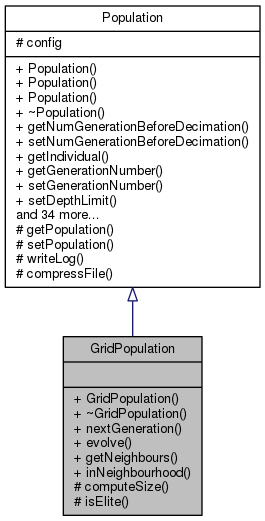 Population
# config
+ Population()
+ Population()
+ Population()
+ ~Population()
+ getNumGenerationBeforeDecimation()
+ setNumGenerationBeforeDecimation()
+ getIndividual()
+ getGenerationNumber()
+ setGenerationNumber()
+ setDepthLimit()
and 34 more...
# getPopulation()
# setPopulation()
# writeLog()
# compressFile()
GridPopulation
+ GridPopulation()
+ ~GridPopulation()
+ nextGeneration()
+ evolve()
+ getNeighbours()
+ inNeighbourhood()
# computeSize()
# isElite()